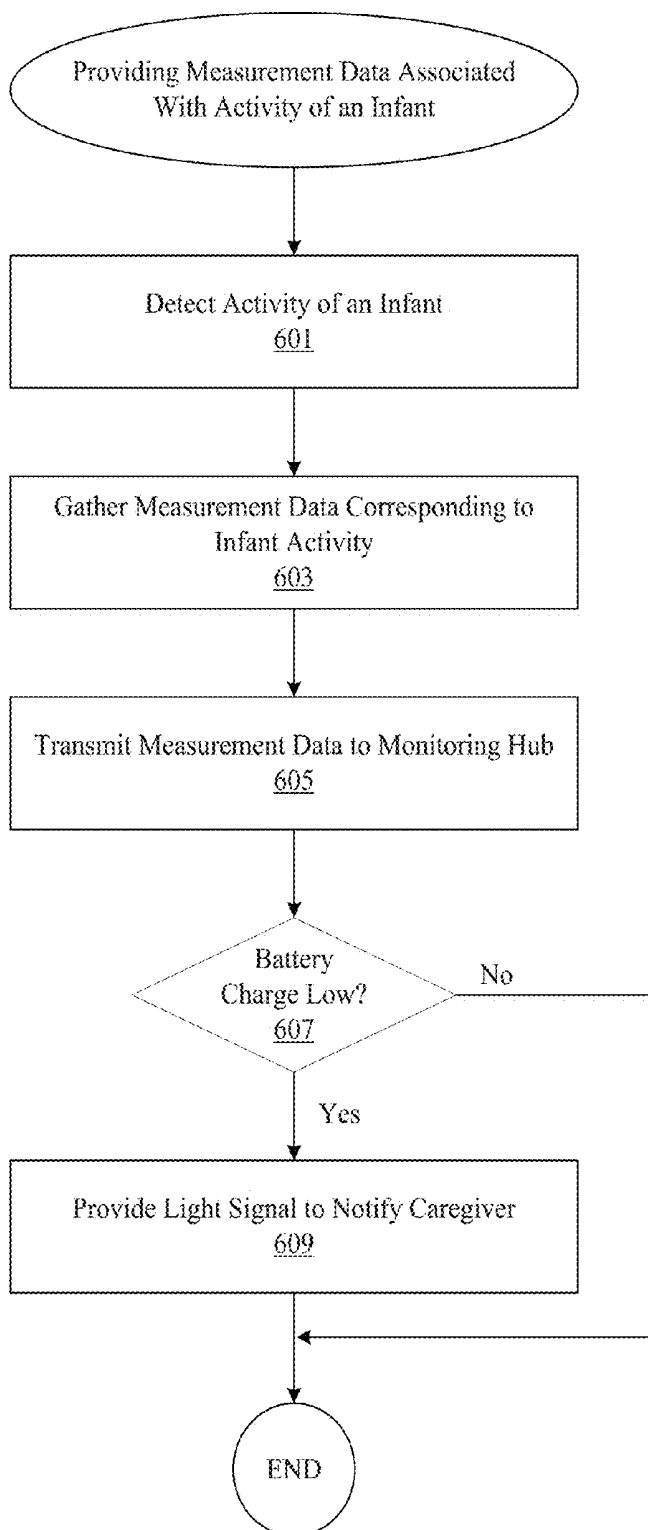 Providing Measurement Data Associated
With Activity of an Infant
Detect Activity of an Infant
601
Gather Measurement Data Corresponding to
Infant Activity
603
Transmit Measurement Data to Monitoring Hub
605
Battery
Charge Low?
607
No
Yes
Provide Light Signal to Notify Caregiver
609
END